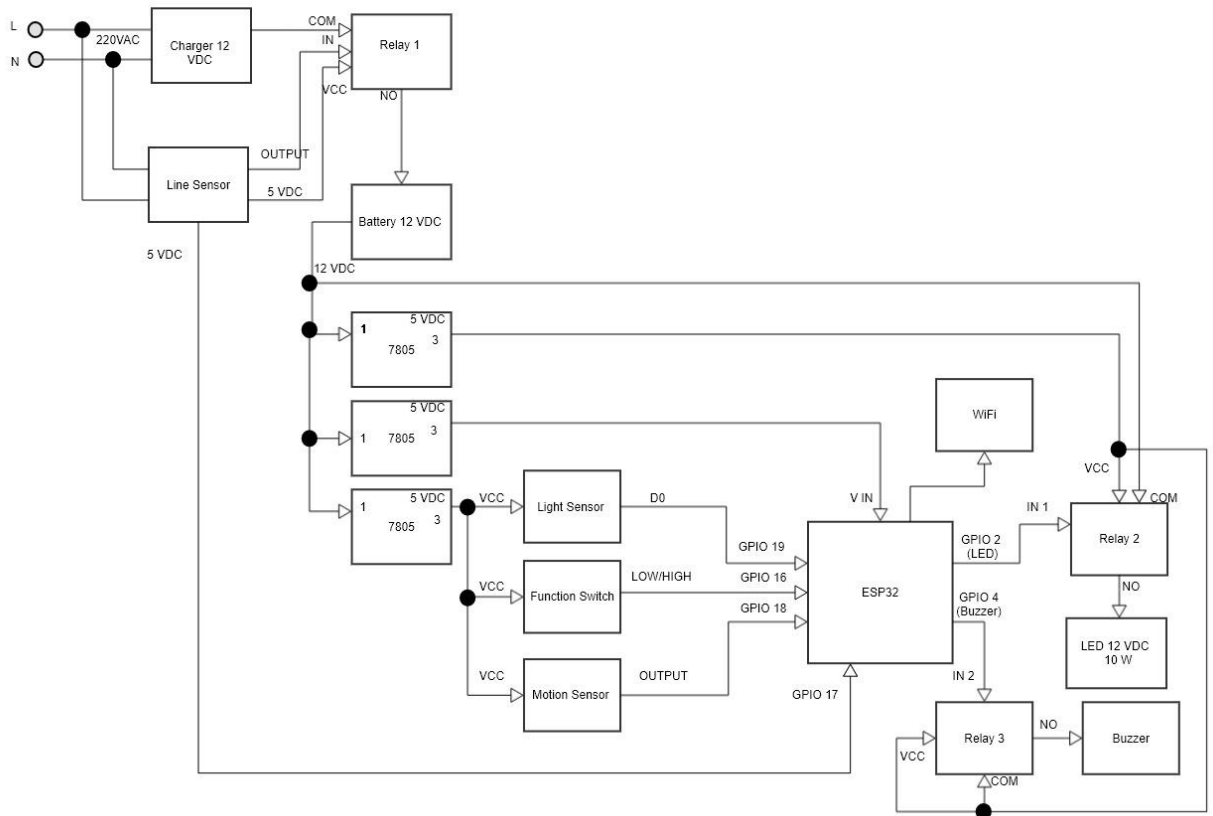 L
220VAC
N
Charger 12
VDC
COM
IN
VCC
Relay 1
NO
OUTPUT
Line Sensor
5 VDC
5 VDC
Battery 12 VDC
12 VDC
5 VDC
1
3
7805
5 VDC
1
3
7805
5 VDC
1
3
7805
WiFi
VCC
COM
VCC
Light Sensor
D0
V IN
IN 1
Relay 2
GPIO 19
GPIO 2
(LED)
VCC
Function Switch
LOW/HIGH
GPIO 16
ESP32
NO
GPIO 18
GPIO 4
(Buzzer)
LED 12 VDC
10 W
VCC
Motion Sensor
OUTPUT
GPIO 17
IN 2
Relay 3
NO
Buzzer
VCC
COM